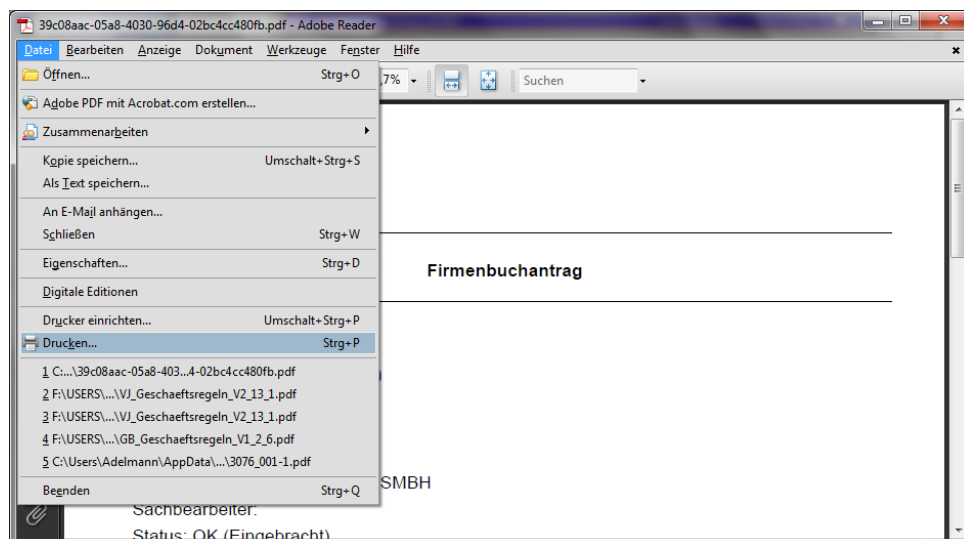 39c08aac-05a8-4030-96d4-02bc4cc480fb.pdf - Adobe Reader
Datei Bearbeiten Anzeige Dokument Werkzeuge Fenster Hilfe
,7% Suchen
Öffnen... Strg+O
Adobe PDF mit Acrobat.com erstellen...
Zusammenarbeiten
Kopie speichern... Umschalt+Strg+S
Als Text speichern...
An E-Mail anhängen...
Schließen Strg+W
Eigenschaften... Strg+D
Digitale Editionen
Drucker einrichten... Umschalt+Strg+P
Drucken... Strg+P
1 C:...\39c08aac-05a8-403...4-02bc4cc480fb.pdf
2 F:\USERS\...\VJ_Geschaeftsregeln_V2_13_1.pdf
3 F:\USERS\...\VJ_Geschaeftsregeln_V2_13_1.pdf
4 F:\USERS\...\GB_Geschaeftsregeln_V1_2_6.pdf
5 C:\Users\Adelmann\AppData\...\3076_001-1.pdf
Beenden Strg+Q
Firmenbuchantrag
SMBH
Sachbearbeiter:
Status: OK (Eingebracht)